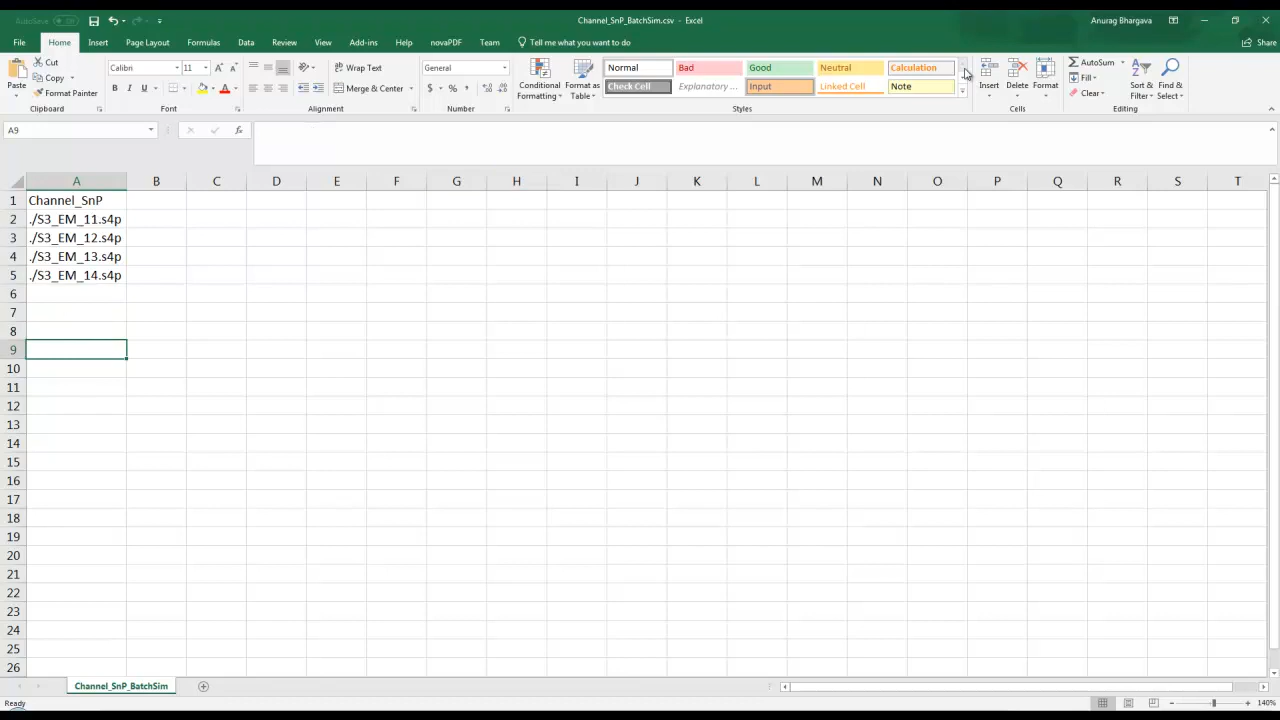 AutoSave Off
Channel_SnP_BatchSim.csv - Excel
Anurag Bhargava
File Home Insert Page Layout Formulas Data Review View Add-ins Help novaPDF Team Tell me what you want to do Share
Paste
Cut
Copy
Format Painter
Clipboard
Calibri 11
B I U A
Font
Wrap Text
Merge & Center
Alignment
General
$ % ,
Number
Conditional Formatting
Format as Table
Normal Bad Good Neutral Calculation
Check Cell Explanatory ... Input Linked Cell Note
Styles
Insert Delete Format
Cells
AutoSum
Fill
Clear
Sort & Filter
Find & Select
Editing
A9 fx
A B C D E F G H I J K L M N O P Q R S T
1 Channel_SnP
2 ./S3_EM_11.s4p
3 ./S3_EM_12.s4p
4 ./S3_EM_13.s4p
5 ./S3_EM_14.s4p
6
7
8
9
10
11
12
13
14
15
16
17
18
19
20
21
22
23
24
25
26
Channel_SnP_BatchSim
Ready
140%